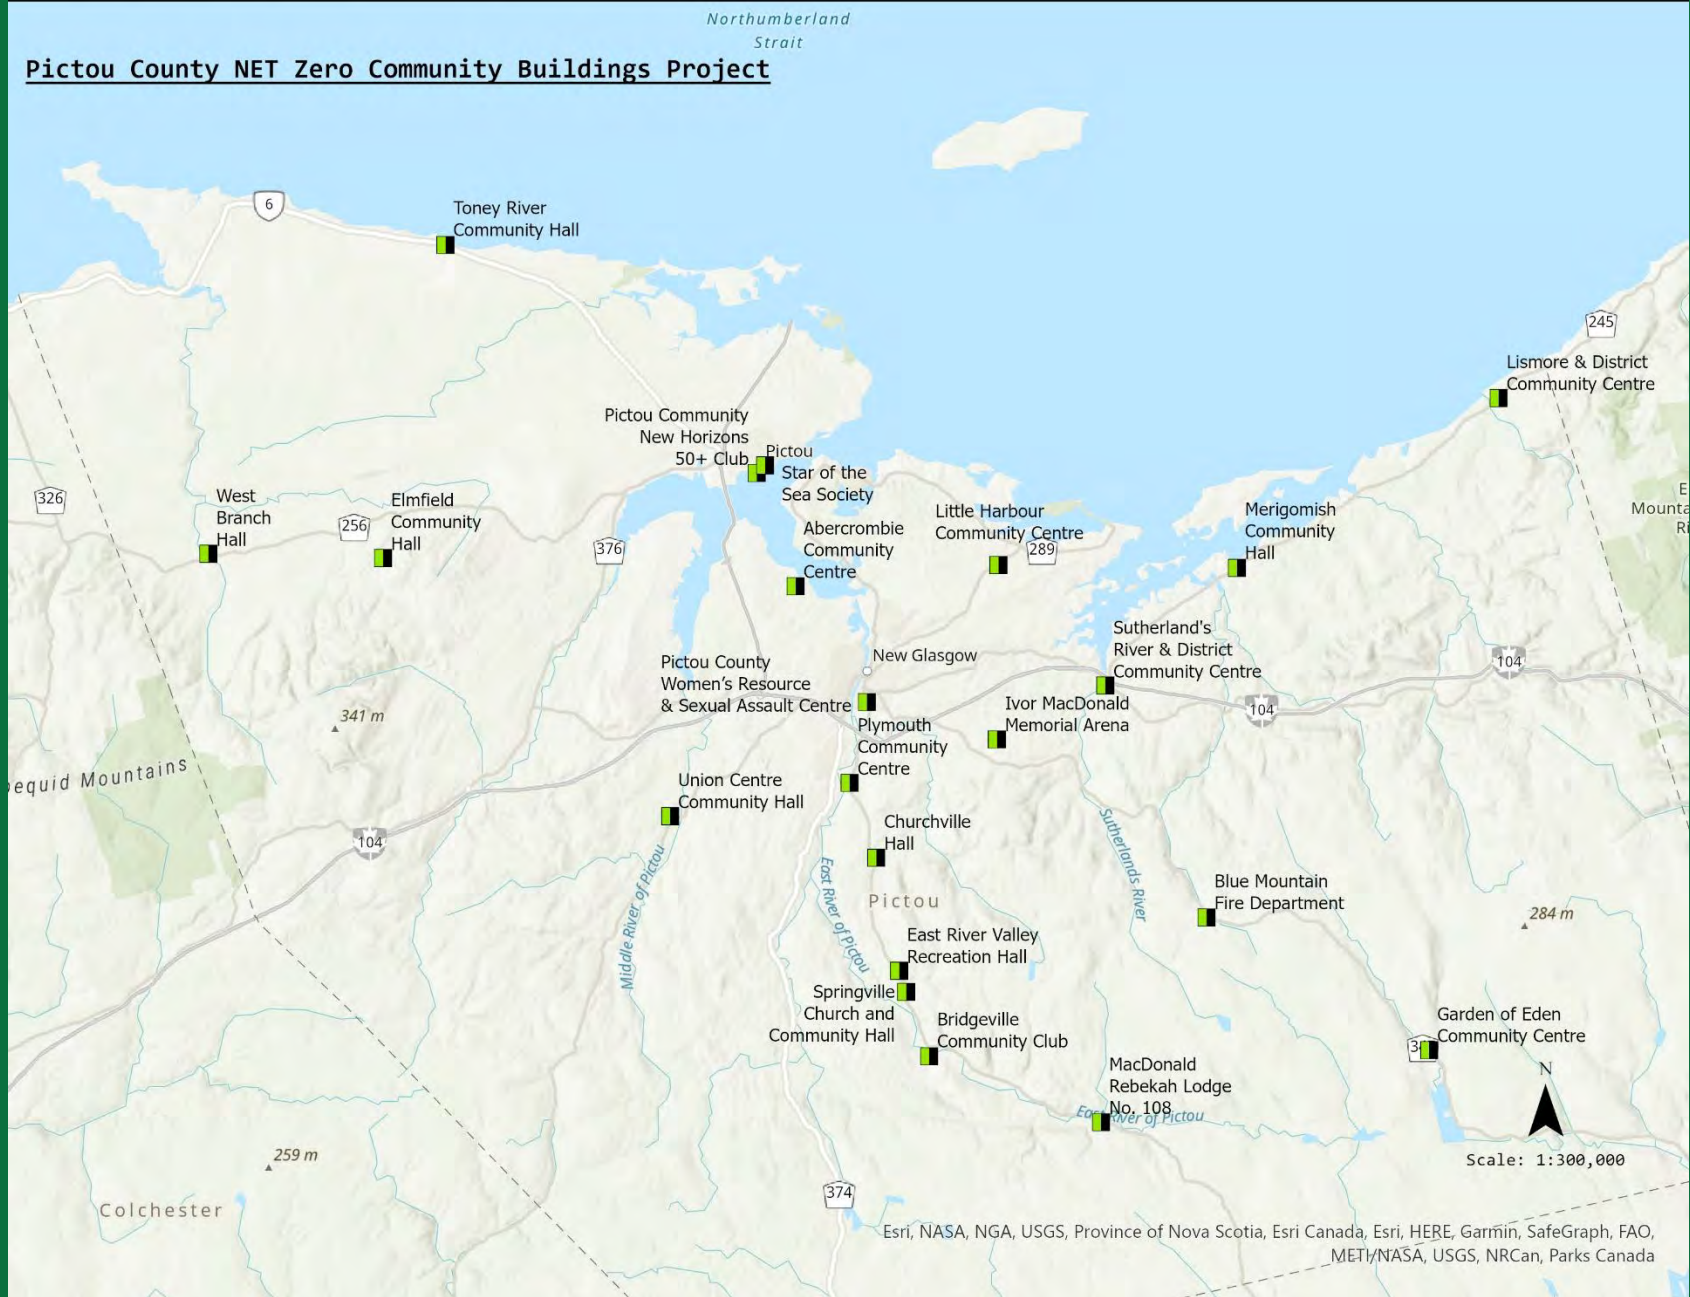 Northumberland
Strait
Pictou County NET Zero Community Buildings Project
6
Toney River
Community Hall
245
Lismore & District
Community Centre
Pictou Community
New Horizons
50+ Club
Pictou
Star of the
Sea Society
326
West
Branch
Hall
256
Elmfield
Community
Hall
376
Abercrombie
Community
Centre
Little Harbour
Community Centre
289
Merigomish
Community
Hall
Sutherland's
River & District
Community Centre
New Glasgow
Pictou County
Women's Resource
& Sexual Assault Centre
104
104
Ivor MacDonald
Memorial Arena
341 m
Plymouth
Community
Centre
Union Centre
Community Hall
104
Churchville
Hall
Sutherlands River
Middle River of Pictou
East River of Pictou
Pictou
Blue Mountain
Fire Department
284 m
East River Valley
Recreation Hall
Springville
Church and
Community Hall
Bridgeville
Community Club
Garden of Eden
Community Centre
MacDonald
Rebekah Lodge
No. 108
East River of Pictou
N
Scale: 1:300,000
259 m
Colchester
374
Esri, NASA, NGA, USGS, Province of Nova Scotia, Esri Canada, Esri, HERE, Garmin, SafeGraph, FAO,
METI/NASA, USGS, NRCan, Parks Canada
Mountains